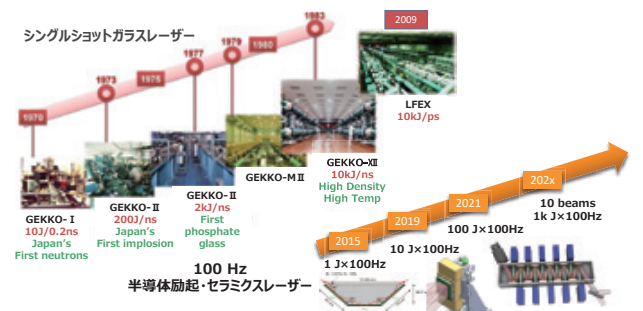 シングルショットガラスレーザー
1970
1973
1975
1977
1979
1980
1983
2009
LFEX
10kJ/ps
GEKKO-MⅡ
GEKKO-Ⅰ
10J/0.2ns
Japan's
First neutrons
GEKKO-Ⅱ
200J/ns
Japan's
First implosion
GEKKO-Ⅱ
2kJ/ns
First
phosphate
glass
GEKKO-Ⅻ
10kJ/ns
High Density
High Temp
100 Hz
半導体励起・セラミクスレーザー
2015
1 J×100Hz
2019
10 J×100Hz
2021
100 J×100Hz
202x
10 beams
1k J×100Hz